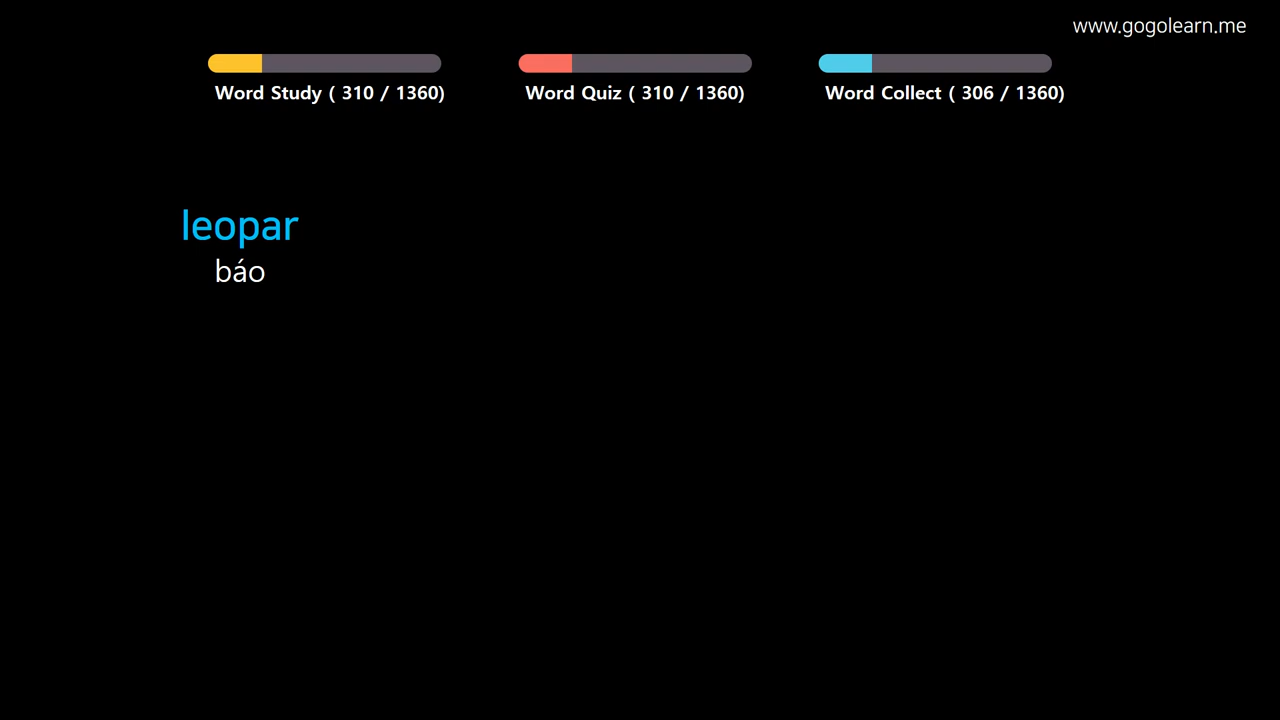 www.gogolearn.me
Word Study ( 310 / 1360)
Word Quiz ( 310 / 1360)
Word Collect ( 306 / 1360)
leopar
báo